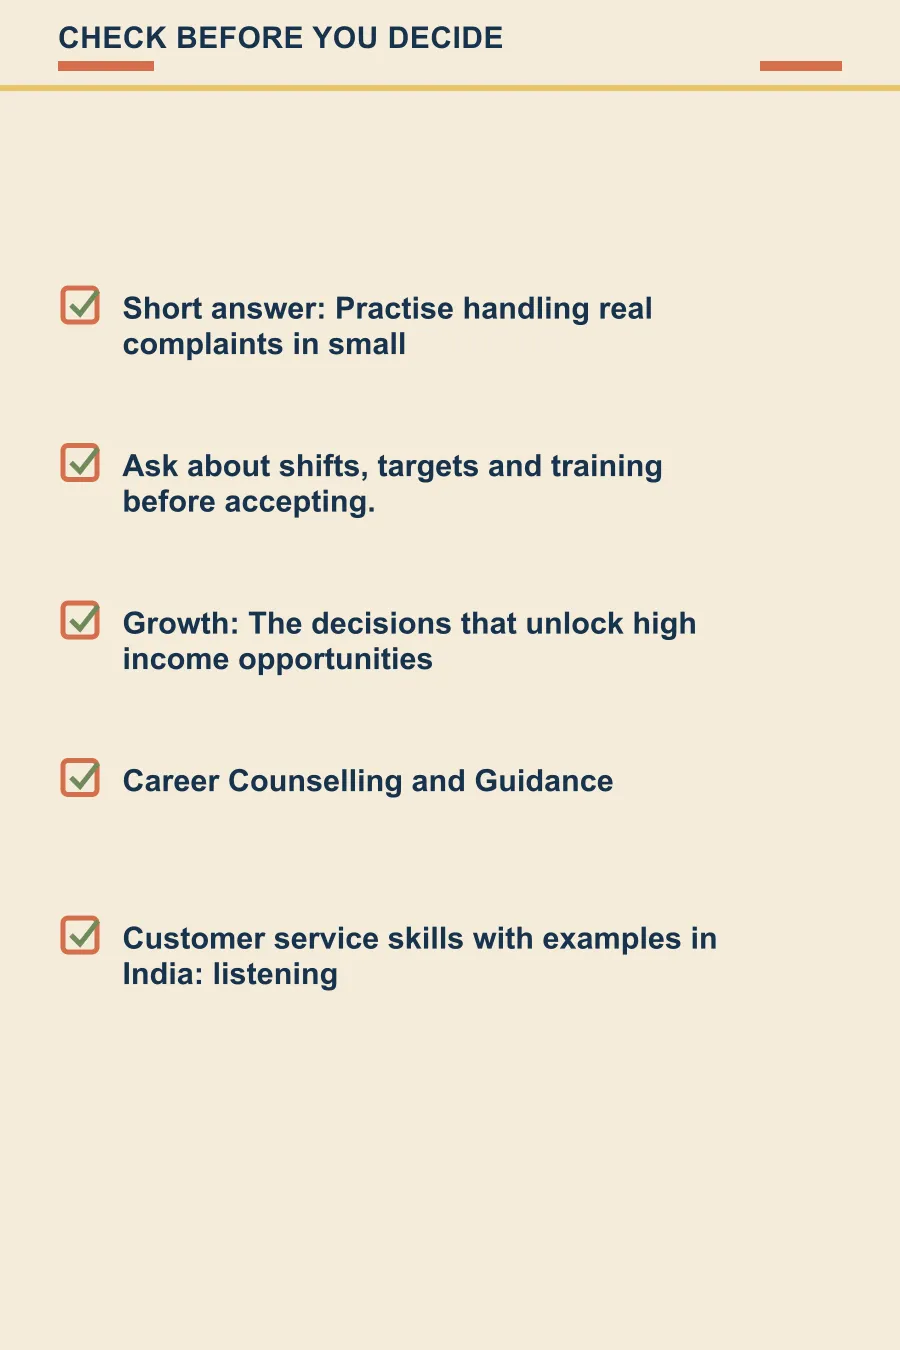 CHECK BEFORE YOU DECIDE
Short answer: Practise handling real
complaints in small
Ask about shifts, targets and training
before accepting.
Growth: The decisions that unlock high
income opportunities
Career Counselling and Guidance
Customer service skills with examples in
India: listening